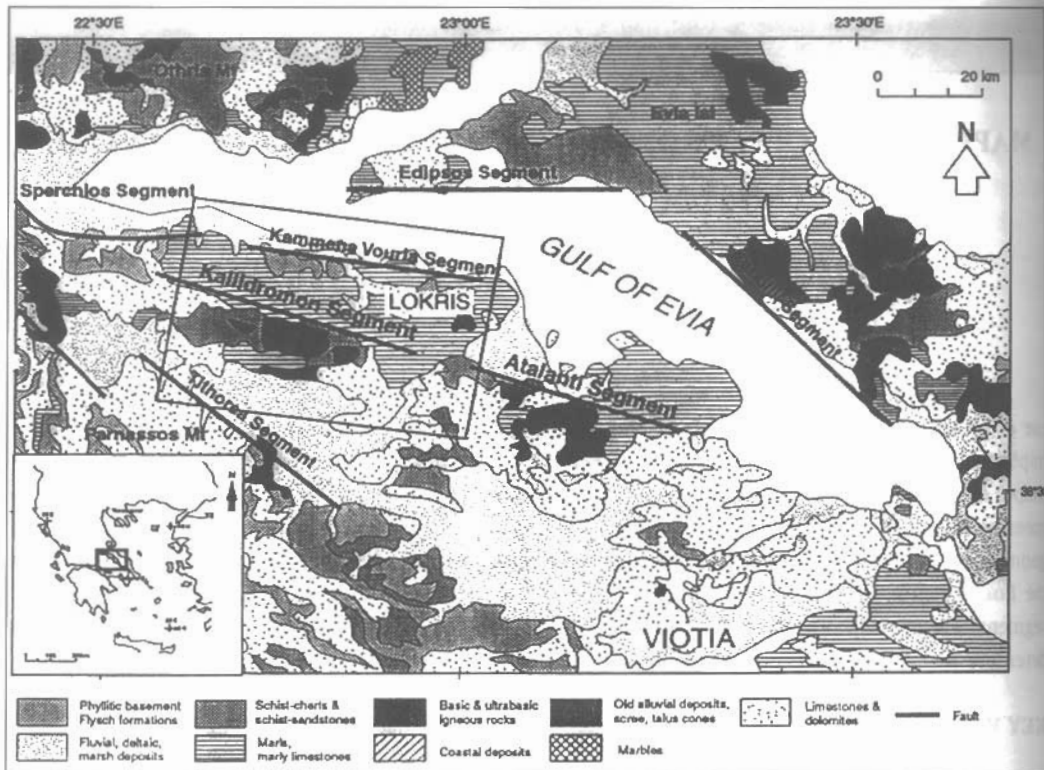 22°30'E
23°00'E
23°30'E
Othris Mt
Evia isl
0 20 km
N
Edipsos Segment
Sperchios Segment
Kammena Vourla Segmen
GULF OF EVIA
Kallidromon Segment
LOKRIS
Segment
Atalanti Segment
Tithorea Segment
Parnassos Mt
VIOTIA
Phyllitic basement
Flysch formations
Schist-cherts &
schist-sandstones
Basic & ultrabasic
igneous rocks
Old alluvial deposits,
scree, talus cones
Limestones &
dolomites
Fault
Fluvial, deltaic,
marsh deposits
Marls,
marly limestones
Coastal deposits
Marbles